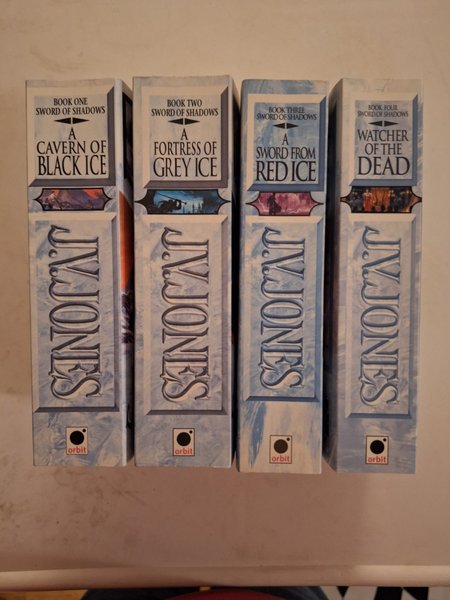 BOOK ONE
SWORD OF SHADOWS
A
CAVERN OF
BLACK ICE
J.V. JONES
orbit
BOOK TWO
SWORD OF SHADOWS
A
FORTRESS OF
GREY ICE
J.V. JONES
orbit
BOOK THREE
SWORD OF SHADOWS
A
SWORD FROM
RED ICE
J.V. JONES
orbit
BOOK FOUR
SWORD OF SHADOWS
WATCHER
OF THE
DEAD
J.V. JONES
orbit